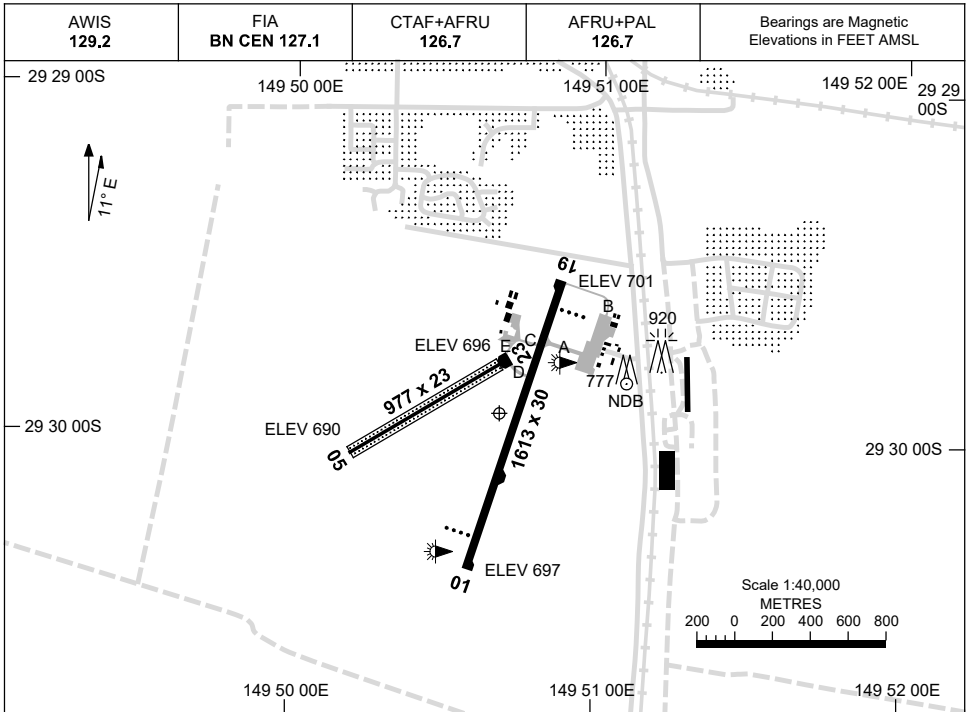 AWIS
129.2
FIA
BN CEN 127.1
CTAF+AFRU
126.7
AFRU+PAL
126.7
Bearings are Magnetic
Elevations in FEET AMSL
29 29 00S
149 50 00E
149 51 00E
149 52 00E
29 29
00S
11° E
19
ELEV 701
B
920
ELEV 696
E
23
C
A
D
777
NDB
977 x 23
1613 x 30
ELEV 690
05
29 30 00S
29 30 00S
ELEV 697
01
Scale 1:40,000
METRES
200 0 200 400 600 800
149 50 00E
149 51 00E
149 52 00E